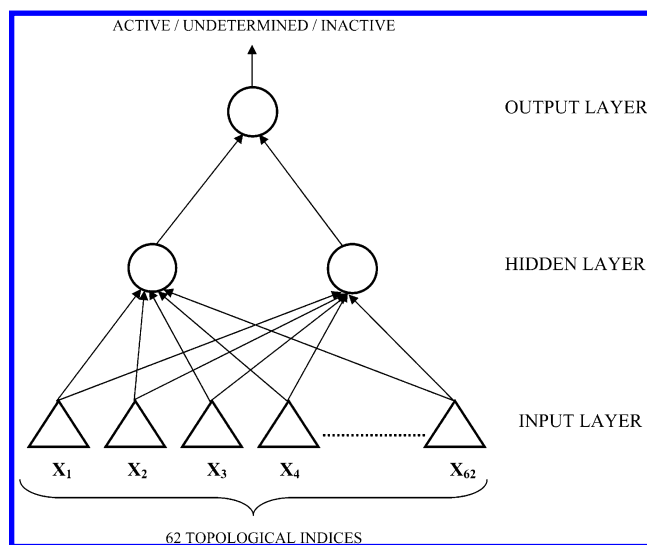 ACTIVE / UNDETERMINED / INACTIVE
OUTPUT LAYER
HIDDEN LAYER
INPUT LAYER
X₁ X₂ X₃ X₄ X₆₂
62 TOPOLOGICAL INDICES